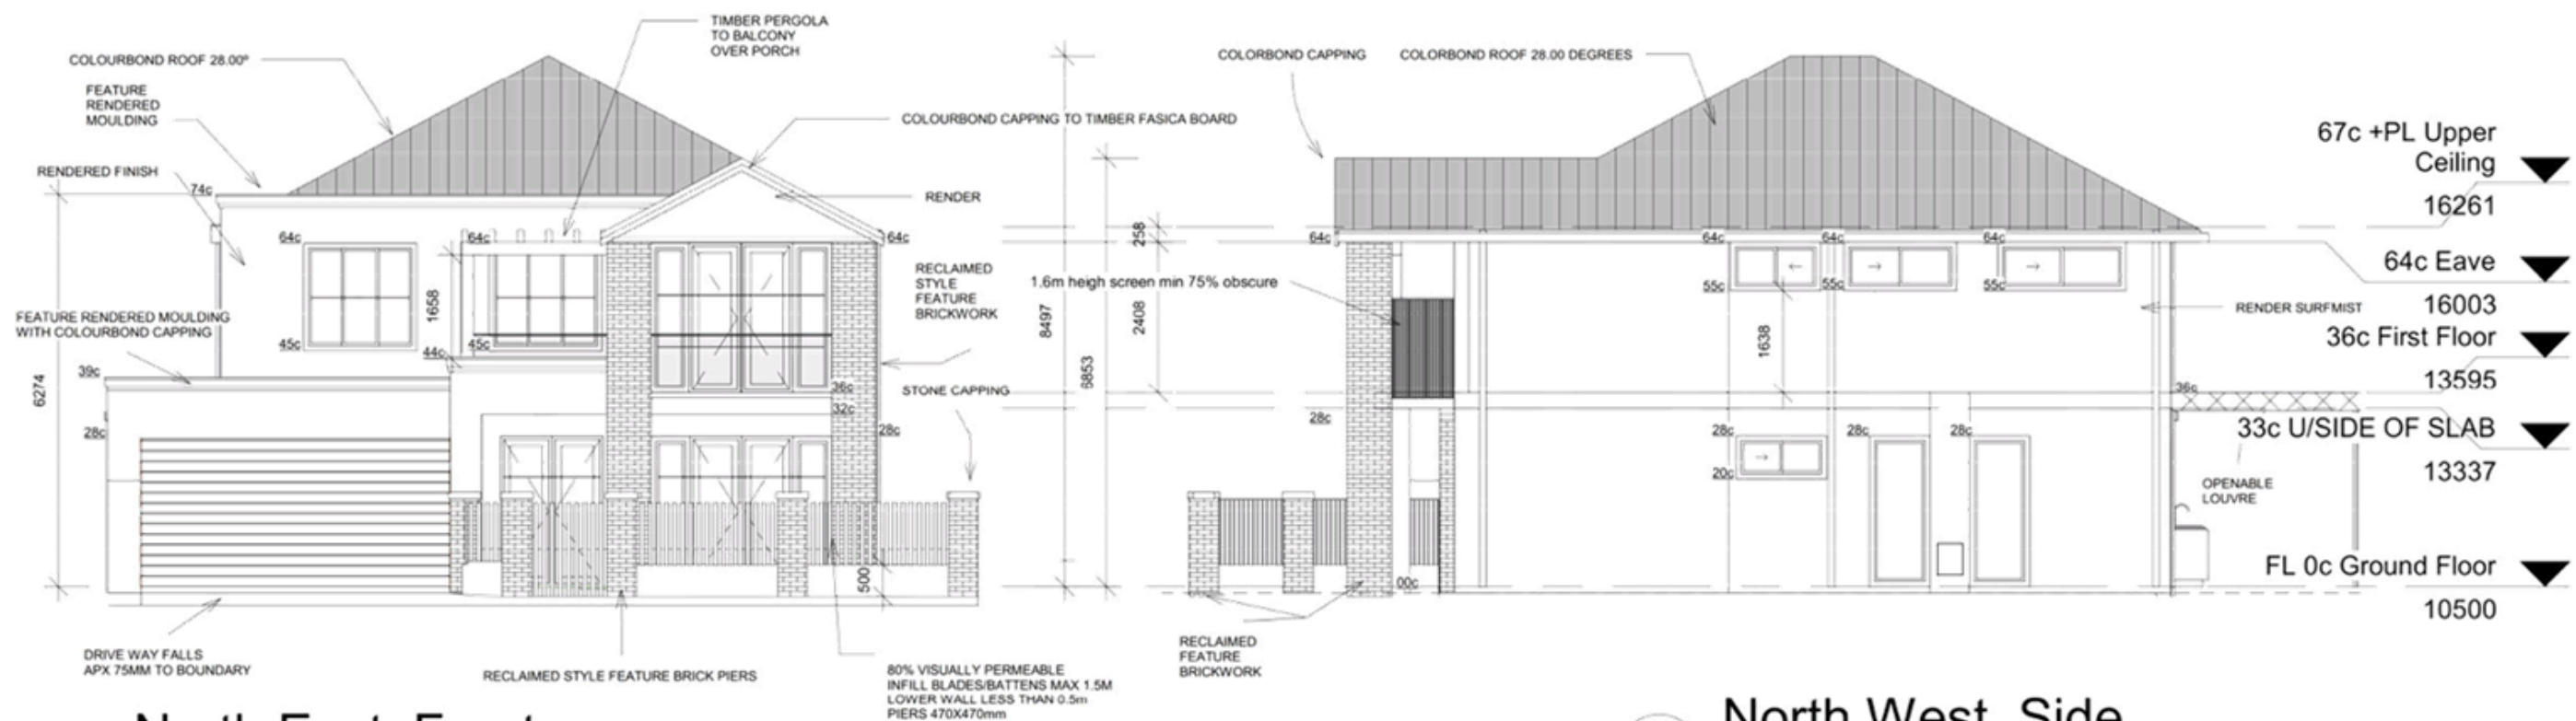 COLOURBOND ROOF 28.00º
FEATURE
RENDERED
MOULDING
RENDERED FINISH
74c
FEATURE RENDERED MOULDING
WITH COLOURBOND CAPPING
39c
28c
6274
DRIVE WAY FALLS
APX 75MM TO BOUNDARY
TIMBER PERGOLA
TO BALCONY
OVER PORCH
COLOURBOND CAPPING TO TIMBER FASICA BOARD
RENDER
64c
64c
64c
1658
45c
44c
45c
RECLAIMED
STYLE
FEATURE
BRICKWORK
36c
32c
28c
STONE CAPPING
500
RECLAIMED STYLE FEATURE BRICK PIERS
80% VISUALLY PERMEABLE
INFILL BLADES/BATTENS MAX 1.5M
LOWER WALL LESS THAN 0.5m
PIERS 470X470mm
8497
6853
258
2408
COLORBOND CAPPING
COLORBOND ROOF 28.00 DEGREES
1.6m heigh screen min 75% obscure
64c
28c
00c
RECLAIMED
FEATURE
BRICKWORK
64c
64c
64c
55c
55c
55c
1638
RENDER SURFMIST
28c
28c
28c
20c
36c
OPENABLE
LOUVRE
67c +PL Upper
Ceiling
16261
64c Eave
16003
36c First Floor
13595
33c U/SIDE OF SLAB
13337
FL 0c Ground Floor
10500
North West Side